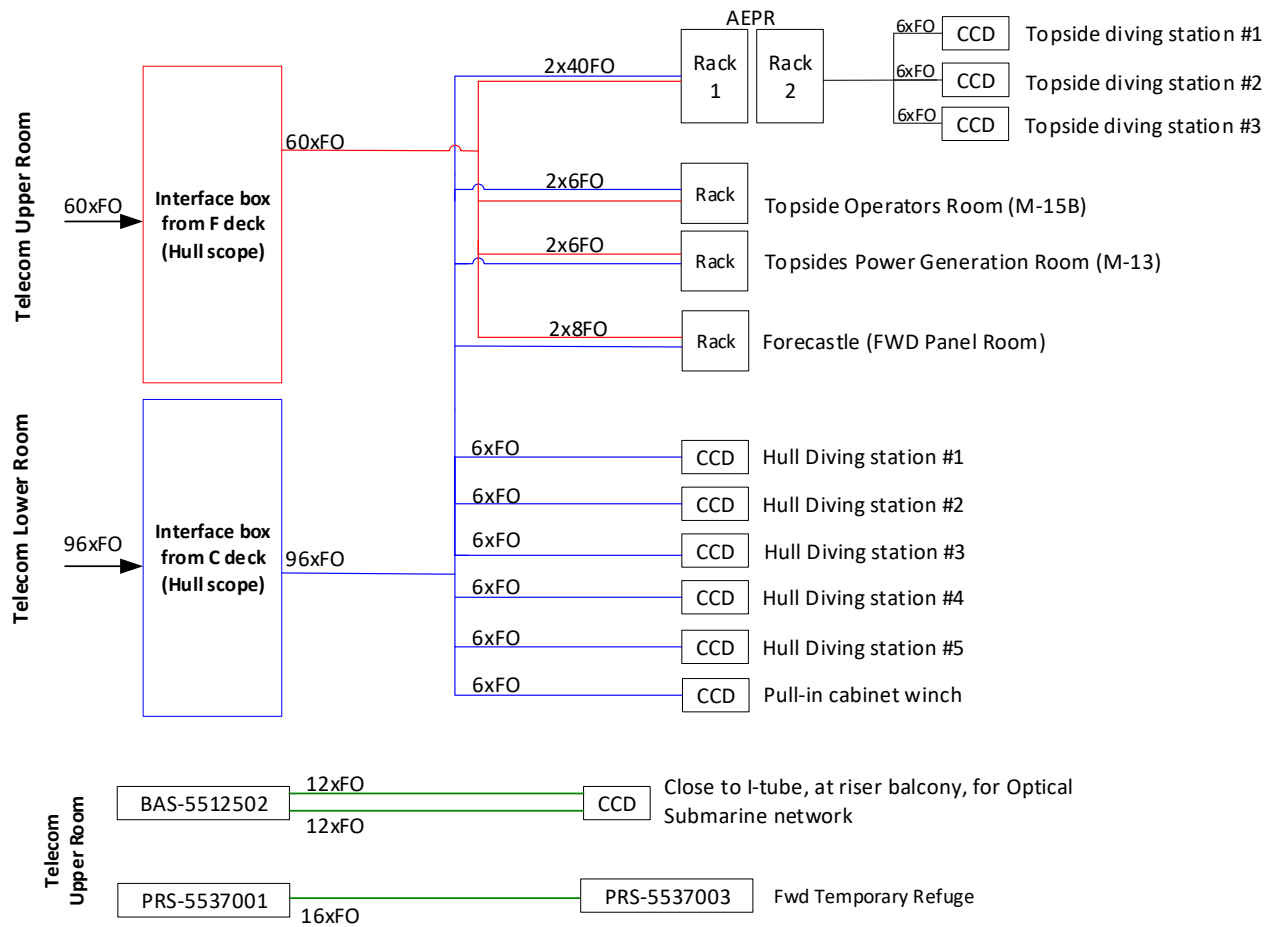 AEPR
6xFO
CCD
Topside diving station #1
2x40FO
Rack
1
Rack
2
6xFO
CCD
Topside diving station #2
6xFO
CCD
Topside diving station #3
Telecom Upper Room
60xFO
Interface box
from F deck
(Hull scope)
60xFO
2x6FO
Rack
Topside Operators Room (M-15B)
2x6FO
Rack
Topsides Power Generation Room (M-13)
2x8FO
Rack
Forecastle (FWD Panel Room)
Telecom Lower Room
96xFO
Interface box
from C deck
(Hull scope)
96xFO
6xFO
CCD
Hull Diving station #1
6xFO
CCD
Hull Diving station #2
6xFO
CCD
Hull Diving station #3
6xFO
CCD
Hull Diving station #4
6xFO
CCD
Hull Diving station #5
6xFO
CCD
Pull-in cabinet winch
Telecom
Upper Room
BAS-5512502
12xFO
12xFO
CCD
Close to I-tube, at riser balcony, for Optical
Submarine network
PRS-5537001
16xFO
PRS-5537003
Fwd Temporary Refuge